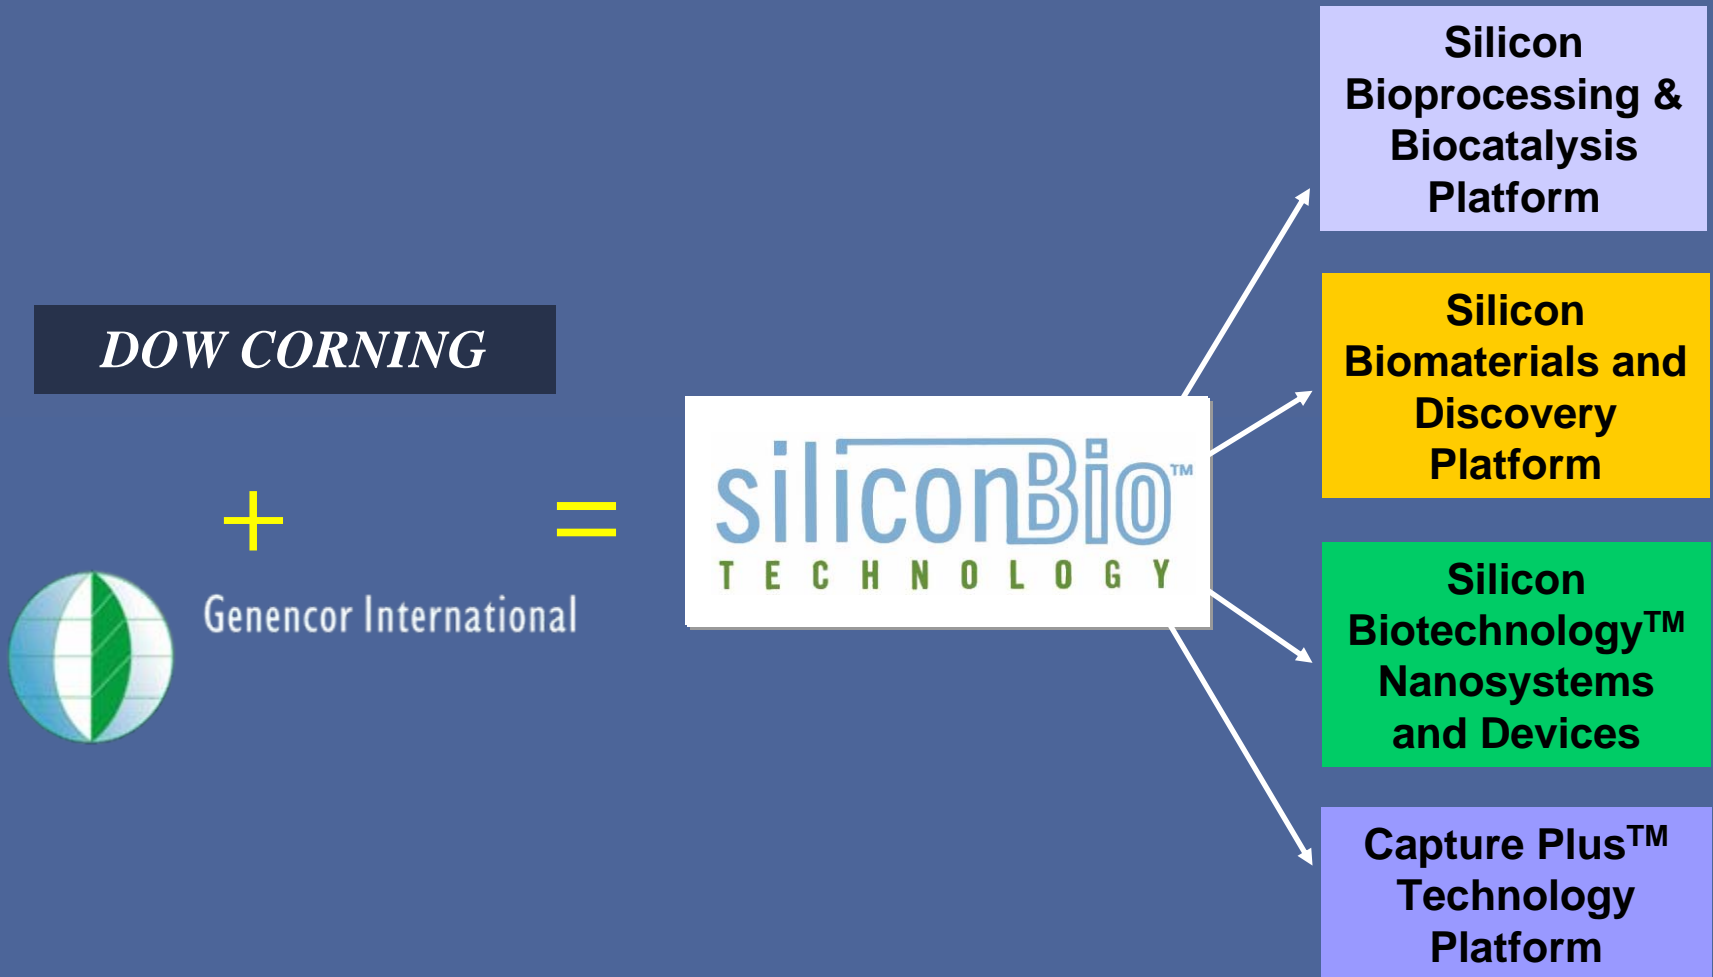 DOW CORNING
+
=
Genencor International
siliconBio™
TECHNOLOGY
Silicon
Bioprocessing &
Biocatalysis
Platform
Silicon
Biomaterials and
Discovery
Platform
Silicon
Biotechnology™
Nanosystems
and Devices
Capture Plus™
Technology
Platform